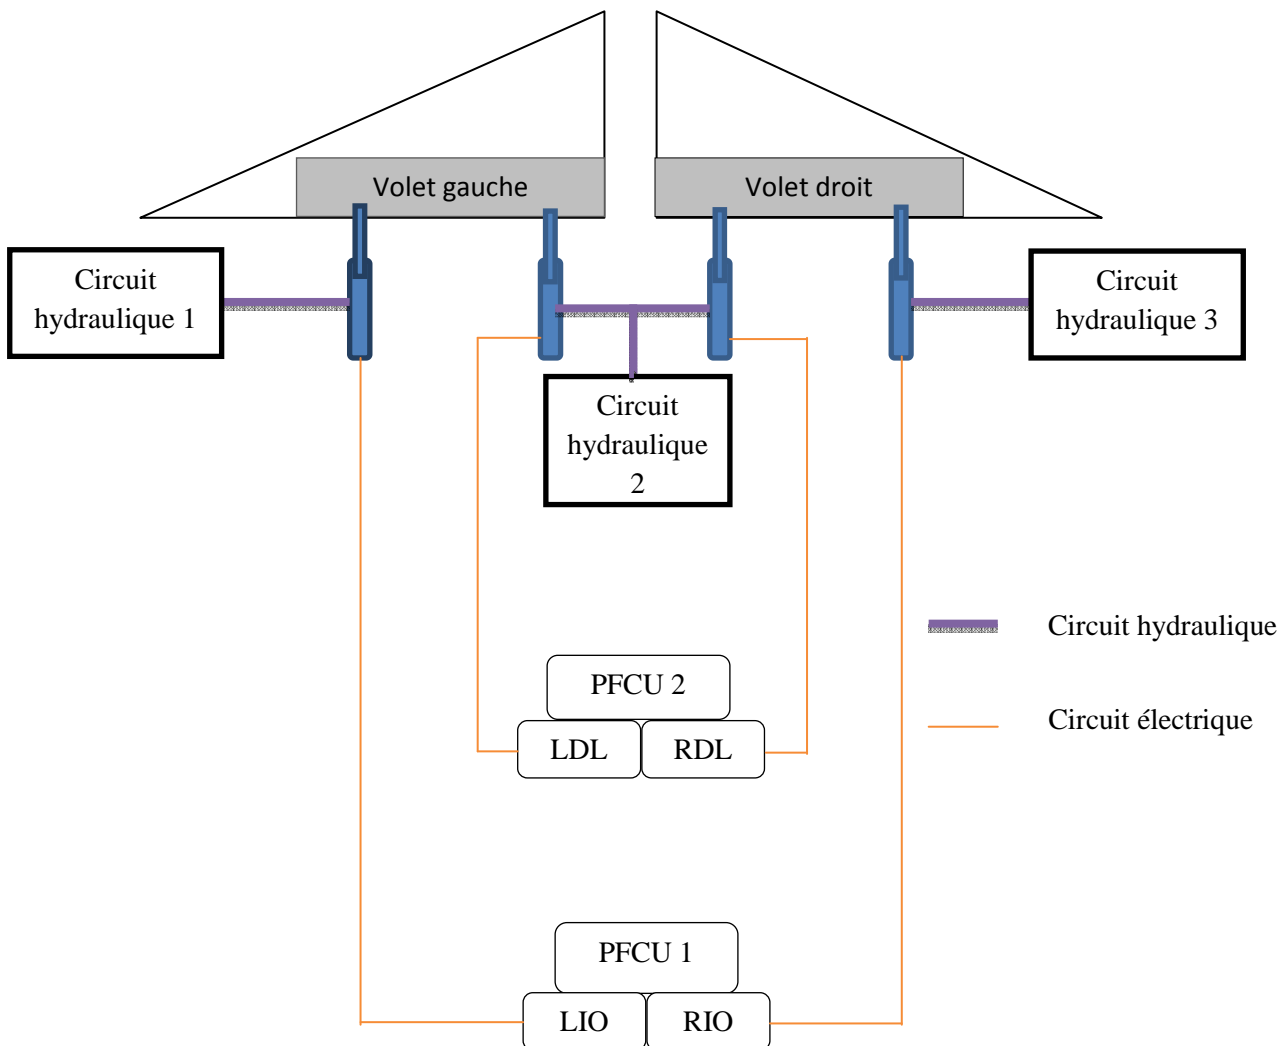 Volet gauche
Volet droit
Circuit
hydraulique 1
Circuit
hydraulique 3
Circuit
hydraulique
2
Circuit hydraulique
Circuit électrique
PFCU 2
LDL
RDL
PFCU 1
LIO
RIO